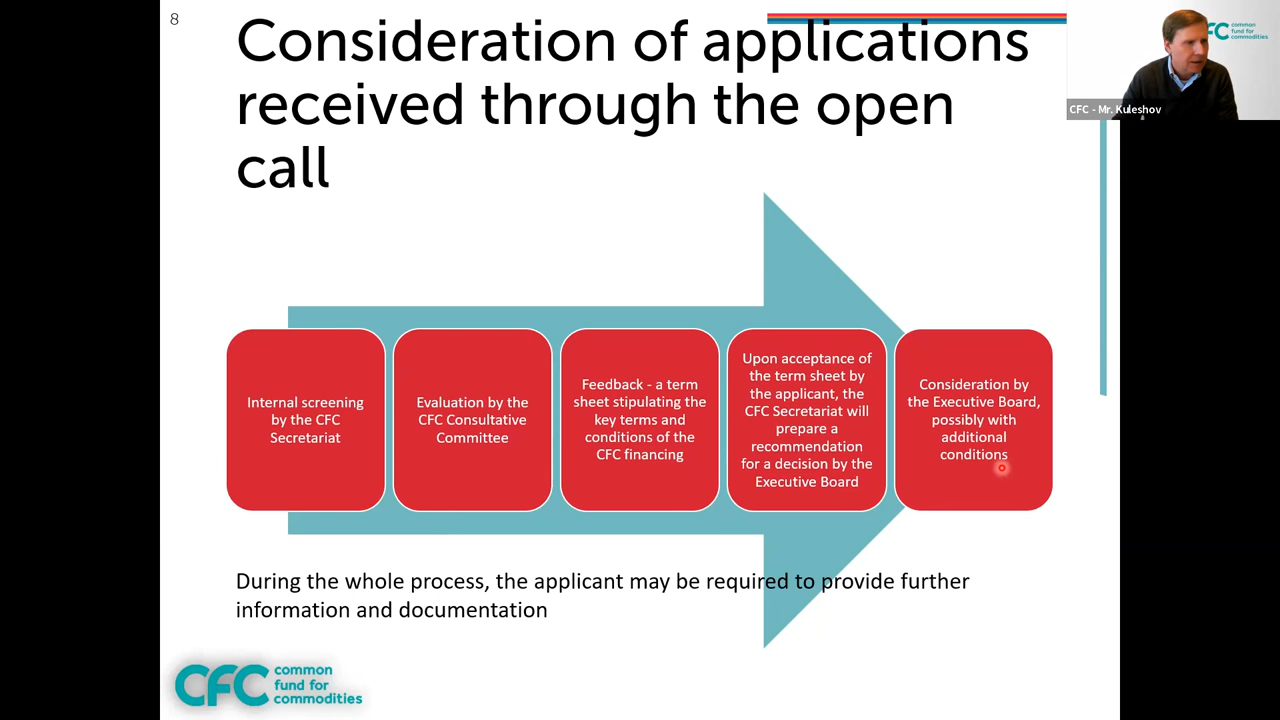 8
Consideration of applications
received through the open
call
common
fund for
commodities
CFC - Mr. Kuleshov
Internal screening
by the CFC
Secretariat
Evaluation by the
CFC Consultative
Committee
Feedback - a term
sheet stipulating the
key terms and
conditions of the
CFC financing
Upon acceptance of
the term sheet by
the applicant, the
CFC Secretariat will
prepare a
recommendation
for a decision by the
Executive Board
Consideration by
the Executive Board,
possibly with
additional
conditions
During the whole process, the applicant may be required to provide further
information and documentation
CFC
common
fund for
commodities